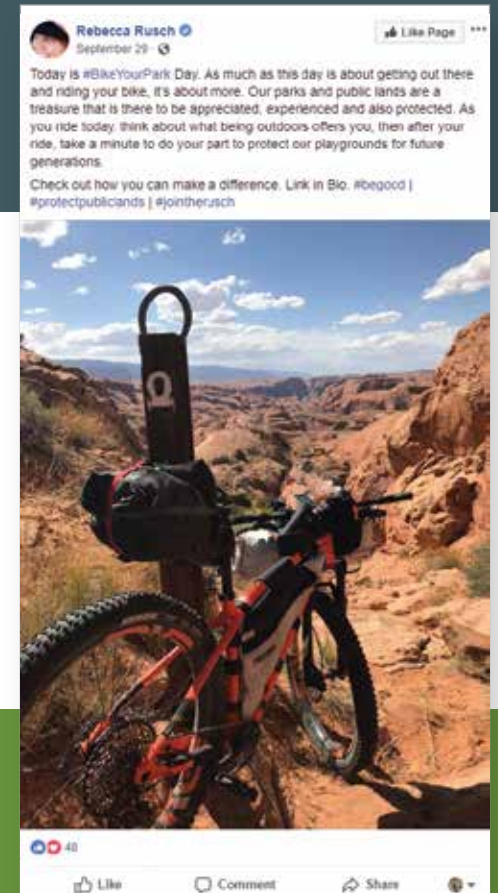 Rebecca Rusch
Like Page
September 29
Today is #BikeYourPark Day. As much as this day is about getting out there
and riding your bike, it's about more. Our parks and public lands are a
treasure that is there to be appreciated, experienced and also protected. As
you ride today, think about what being outdoors offers you, then after your
ride, take a minute to do your part to protect our playgrounds for future
generations.
Check out how you can make a difference. Link in Bio. #begood |
#protectpubliclands | #jointherusch
48
Like Comment Share